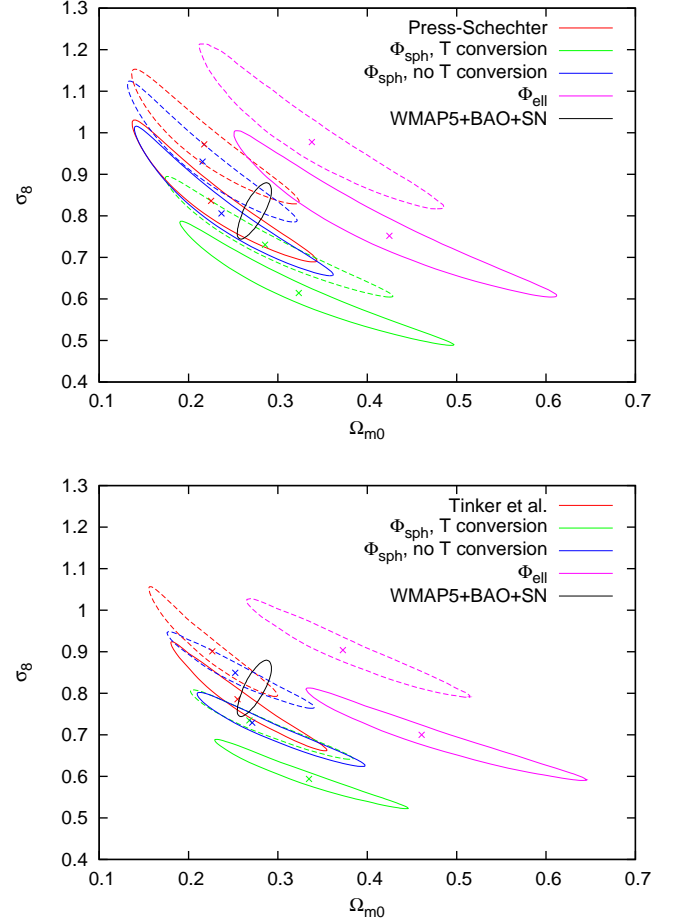 1.3
1.2
1.1
1
0.9
0.8
0.7
0.6
0.5
0.4
σ8
Press-Schechter
Φsph, T conversion
Φsph, no T conversion
Φell
WMAP5+BAO+SN
0.1 0.2 0.3 0.4 0.5 0.6 0.7
Ωm0
1.3
1.2
1.1
1
0.9
0.8
0.7
0.6
0.5
0.4
σ8
Tinker et al.
Φsph, T conversion
Φsph, no T conversion
Φell
WMAP5+BAO+SN
0.1 0.2 0.3 0.4 0.5 0.6 0.7
Ωm0